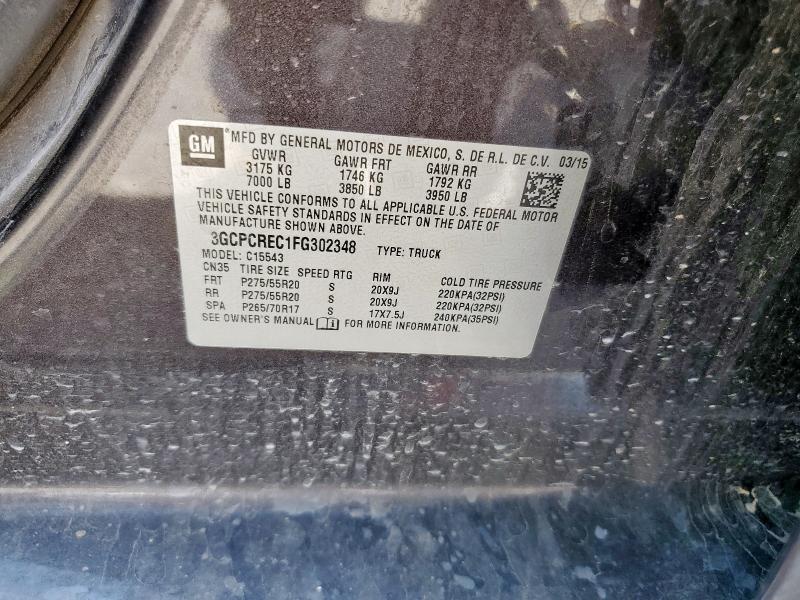 GM ®MFD BY GENERAL MOTORS DE MEXICO, S. DE R.L. DE C.V. 03/15
GVWR GAWR FRT GAWR RR
3175 KG 1746 KG 1792 KG
7000 LB 3850 LB 3950 LB
THIS VEHICLE CONFORMS TO ALL APPLICABLE U.S. FEDERAL MOTOR
VEHICLE SAFETY STANDARDS IN EFFECT ON THE DATE OF
MANUFACTURE SHOWN ABOVE.
3GCPCREC1FG302348 TYPE: TRUCK
MODEL: C15543
CN35 TIRE SIZE SPEED RTG RIM COLD TIRE PRESSURE
FRT P275/55R20 S 20X9J 220KPA(32PSI)
RR P275/55R20 S 20X9J 220KPA(32PSI)
SPA P265/70R17 S 17X7.5J 240KPA(35PSI)
SEE OWNER'S MANUAL FOR MORE INFORMATION.